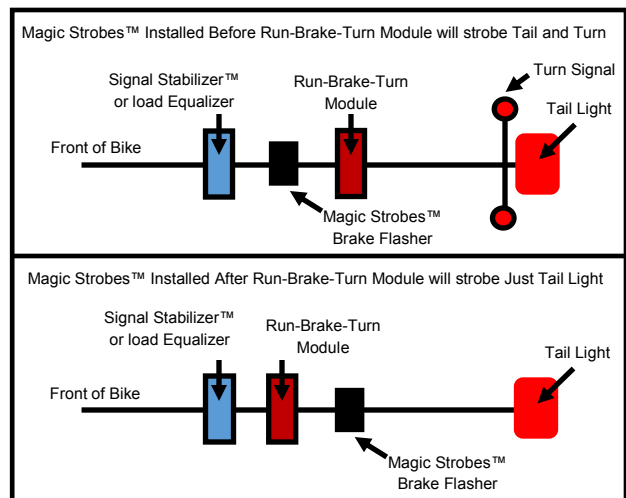 Magic Strobes™ Installed Before Run-Brake-Turn Module will strobe Tail and Turn
Signal Stabilizer™
or load Equalizer
Run-Brake-Turn
Module
Turn Signal
Tail Light
Front of Bike
Magic Strobes™
Brake Flasher
Magic Strobes™ Installed After Run-Brake-Turn Module will strobe Just Tail Light
Signal Stabilizer™
or load Equalizer
Run-Brake-Turn
Module
Tail Light
Front of Bike
Magic Strobes™
Brake Flasher